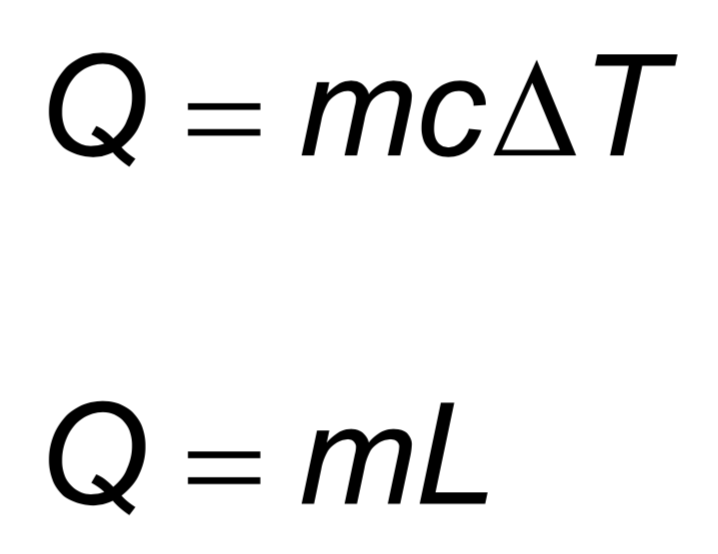 Q = mcΔT
Q = mL